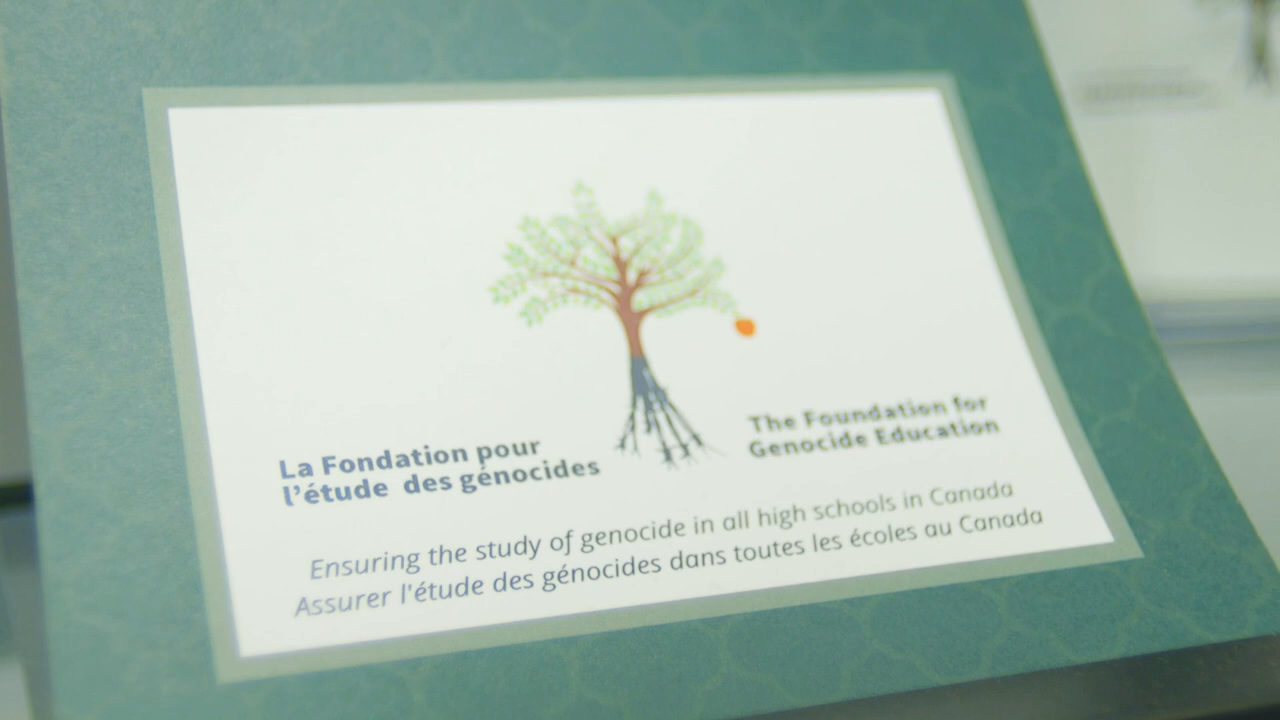 La Fondation pour
l'étude des génocides
The Foundation for
Genocide Education
Ensuring the study of genocide in all high schools in Canada
Assurer l'étude des génocides dans toutes les écoles au Canada